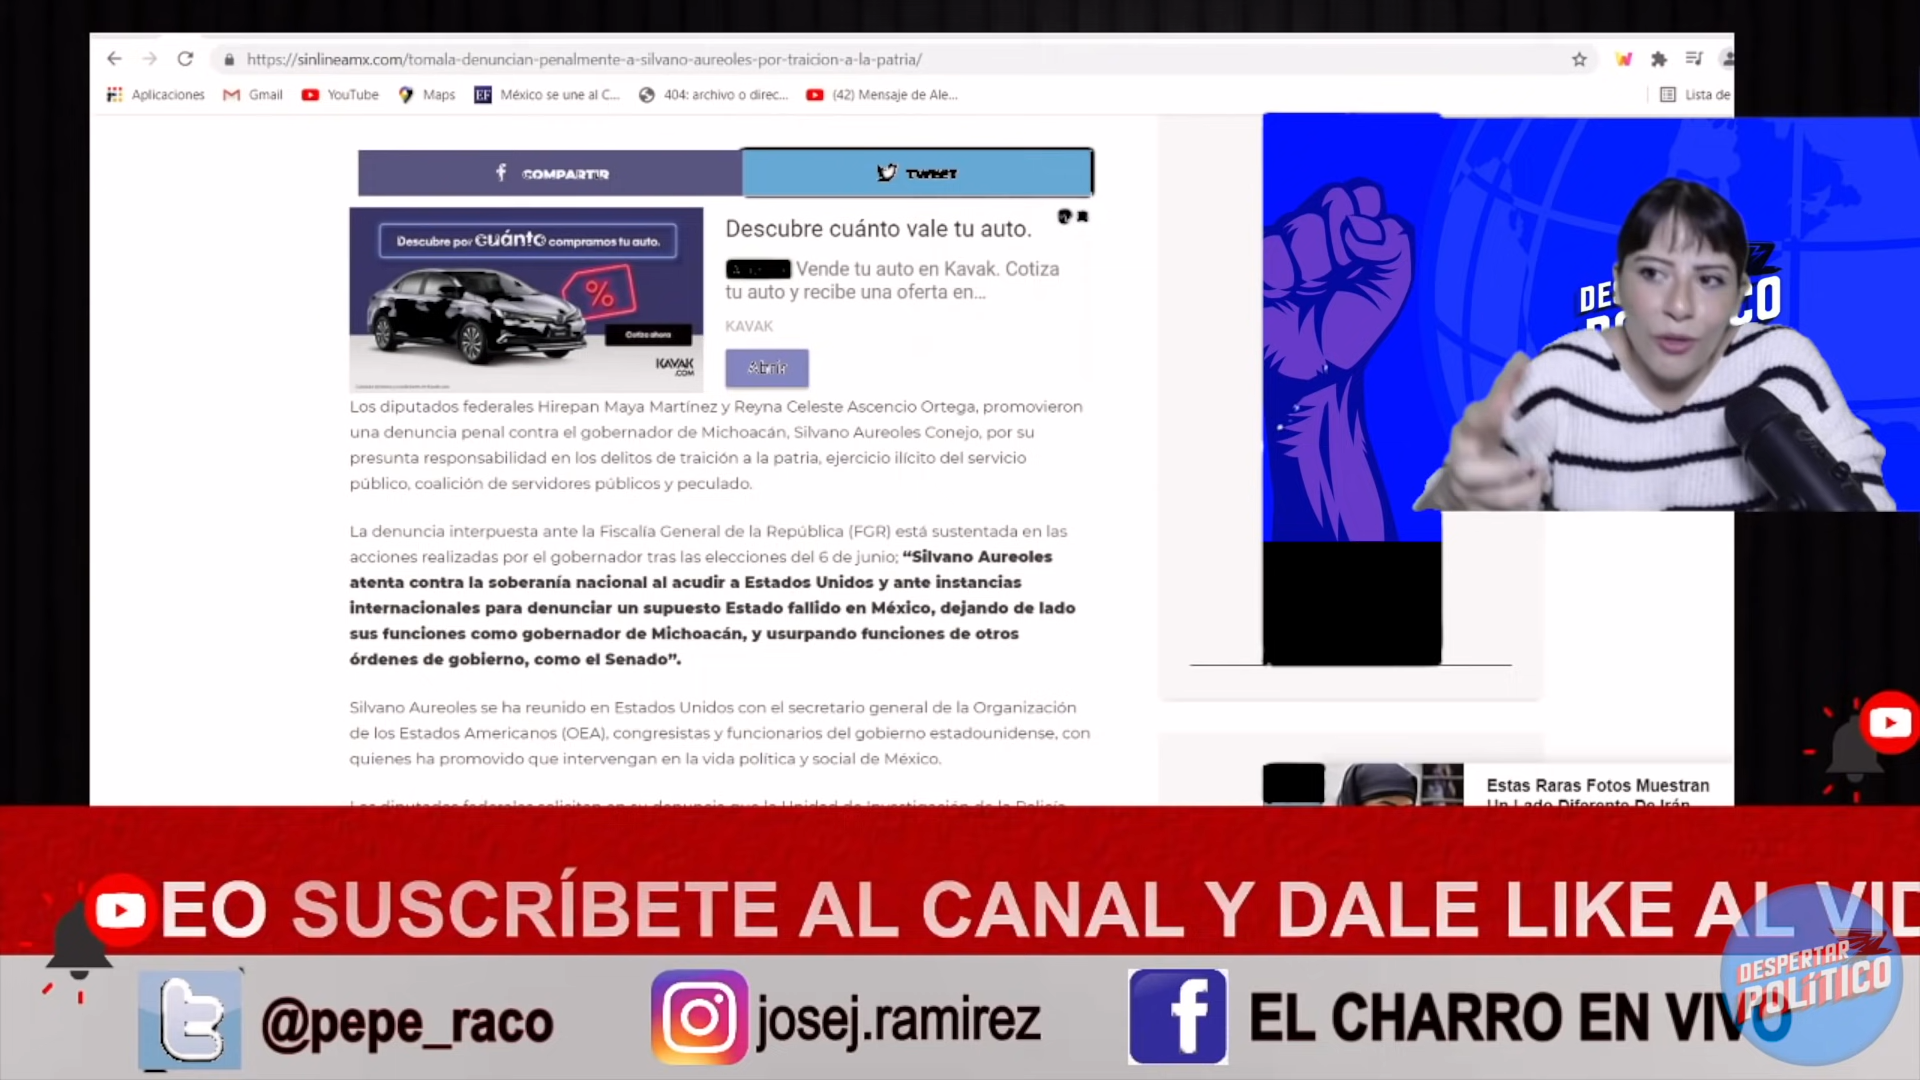 https://sinlineamx.com/tomala-denuncian-penalmente-a-silvano-aureoles-por-traicion-a-la-patria/
Aplicaciones Gmail YouTube Maps México se une al C... 404: archivo o direc... (42) Mensaje de Ale... Lista de
COMPARTIR TWEET
Descubre por cuánto compramos tu auto.
Cotiza ahora
KAVAK
.COM
Descubre cuánto vale tu auto.
Vende tu auto en Kavak. Cotiza
tu auto y recibe una oferta en...
KAVAK
Abrir
Los diputados federales Hirepan Maya Martínez y Reyna Celeste Ascencio Ortega, promovieron
una denuncia penal contra el gobernador de Michoacán, Silvano Aureoles Conejo, por su
presunta responsabilidad en los delitos de traición a la patria, ejercicio ilícito del servicio
público, coalición de servidores públicos y peculado.
La denuncia interpuesta ante la Fiscalía General de la República (FGR) está sustentada en las
acciones realizadas por el gobernador tras las elecciones del 6 de junio; “Silvano Aureoles
atenta contra la soberanía nacional al acudir a Estados Unidos y ante instancias
internacionales para denunciar un supuesto Estado fallido en México, dejando de lado
sus funciones como gobernador de Michoacán, y usurpando funciones de otros
órdenes de gobierno, como el Senado”.
Silvano Aureoles se ha reunido en Estados Unidos con el secretario general de la Organización
de los Estados Americanos (OEA), congresistas y funcionarios del gobierno estadounidense, con
quienes ha promovido que intervengan en la vida política y social de México.
Estas Raras Fotos Muestran
Un Lado Diferente De Irán
EO SUSCRÍBETE AL CANAL Y DALE LIKE AL VID
@pepe_raco josej.ramirez EL CHARRO EN VIVO
DESPERTAR
POLÍTICO